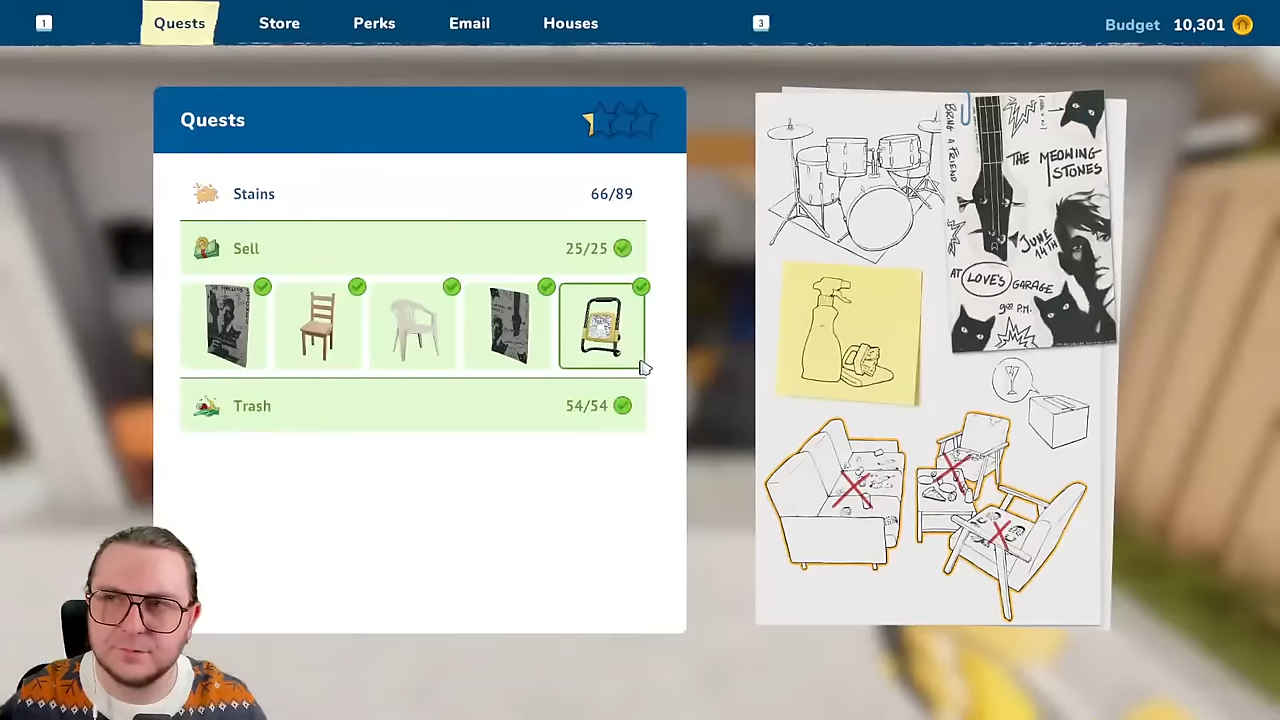 1
Quests
Store
Perks
Email
Houses
3
Budget 10,301
Quests
Stains 66/89
Sell 25/25
Trash 54/54
BRING A FRIEND
THE MEOWING
STONES
JUNE
14TH
AT LOVE'S GARAGE
9:00 P.M.